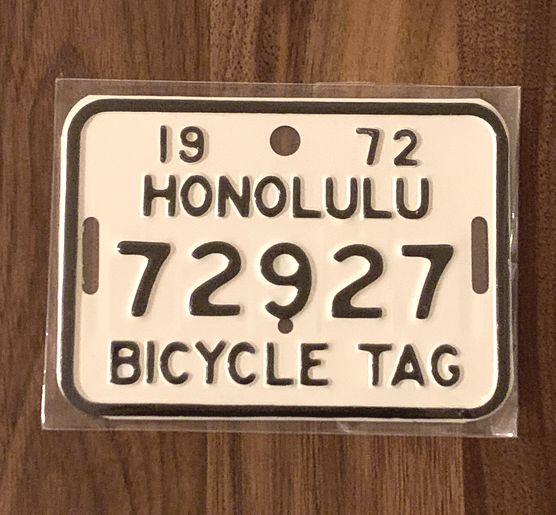 19 72
HONOLULU
72927
BICYCLE TAG